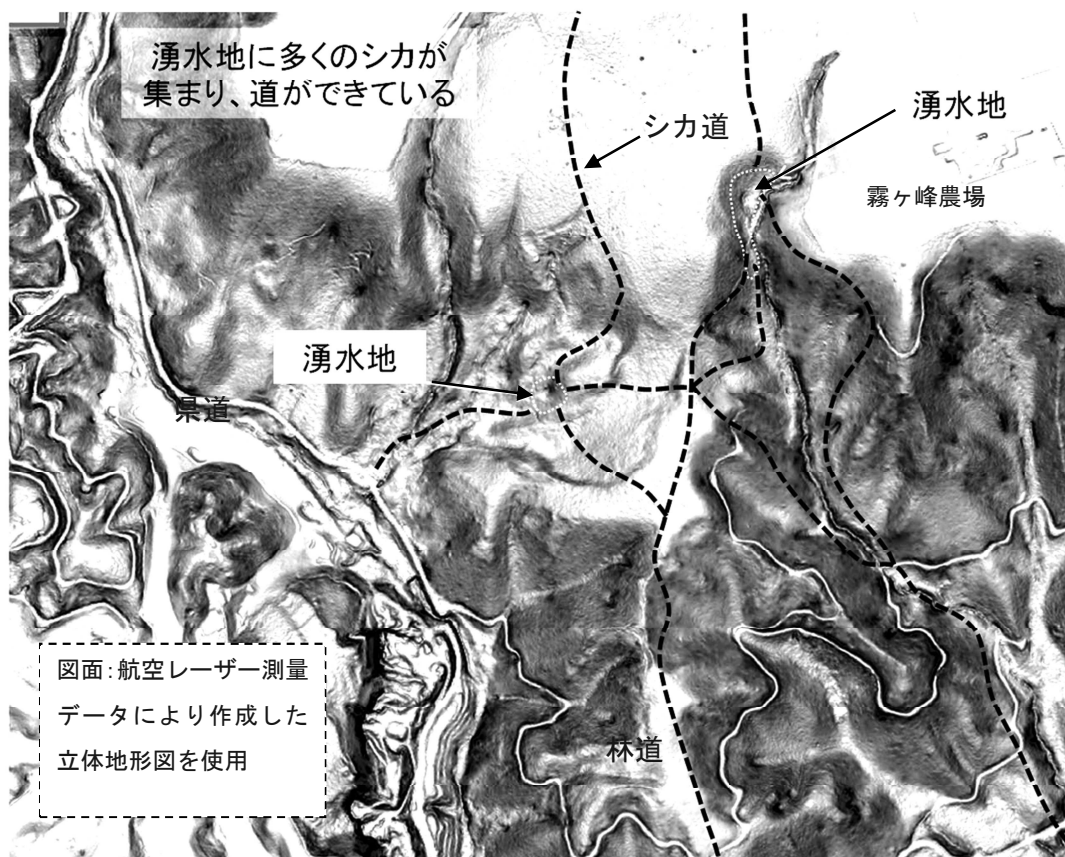 湧水地に多くのシカが
集まり、道ができている
シカ道
湧水地
霧ヶ峰農場
湧水地
県道
図面：航空レーザー測量
データにより作成した
立体地形図を使用
林道